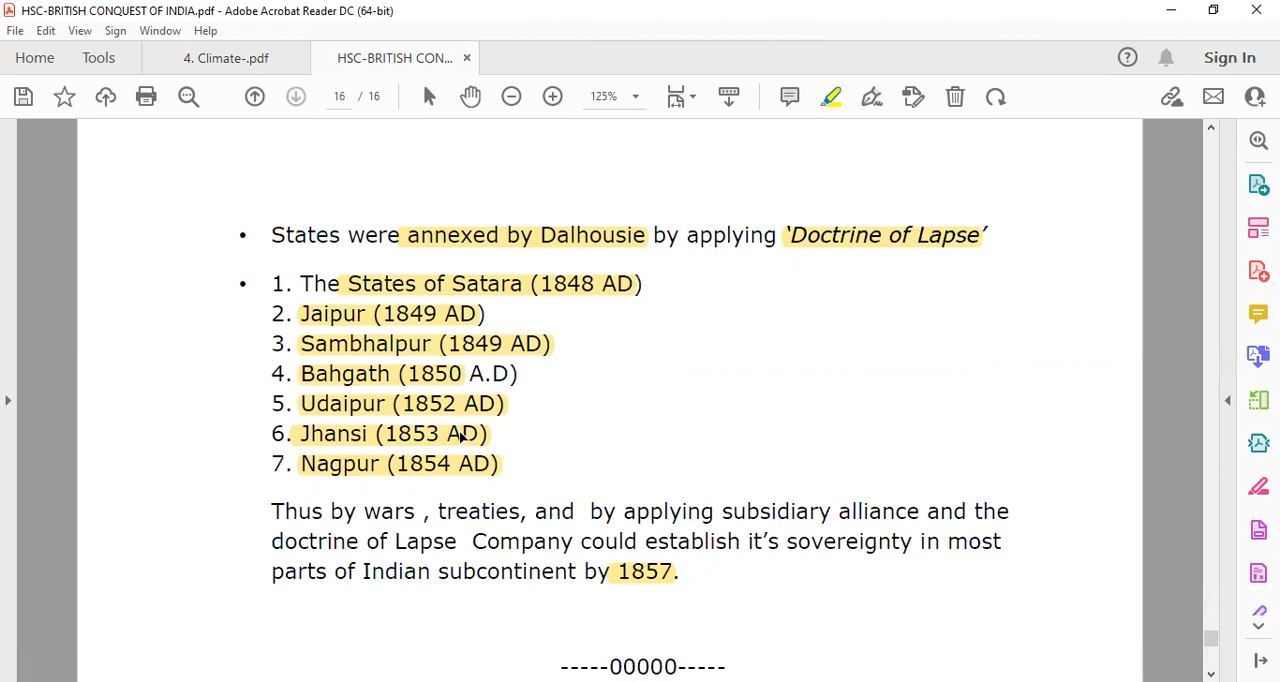 HSC-BRITISH CONQUEST OF INDIA.pdf - Adobe Acrobat Reader DC (64-bit)
File Edit View Sign Window Help
Home Tools 4. Climate-.pdf HSC-BRITISH CON... × Sign In
16 / 16 125%
• States were annexed by Dalhousie by applying ‘Doctrine of Lapse’
• 1. The States of Satara (1848 AD)
2. Jaipur (1849 AD)
3. Sambhalpur (1849 AD)
4. Bahgath (1850 A.D)
5. Udaipur (1852 AD)
6. Jhansi (1853 AD)
7. Nagpur (1854 AD)
Thus by wars , treaties, and by applying subsidiary alliance and the
doctrine of Lapse Company could establish it’s sovereignty in most
parts of Indian subcontinent by 1857.
-----00000-----